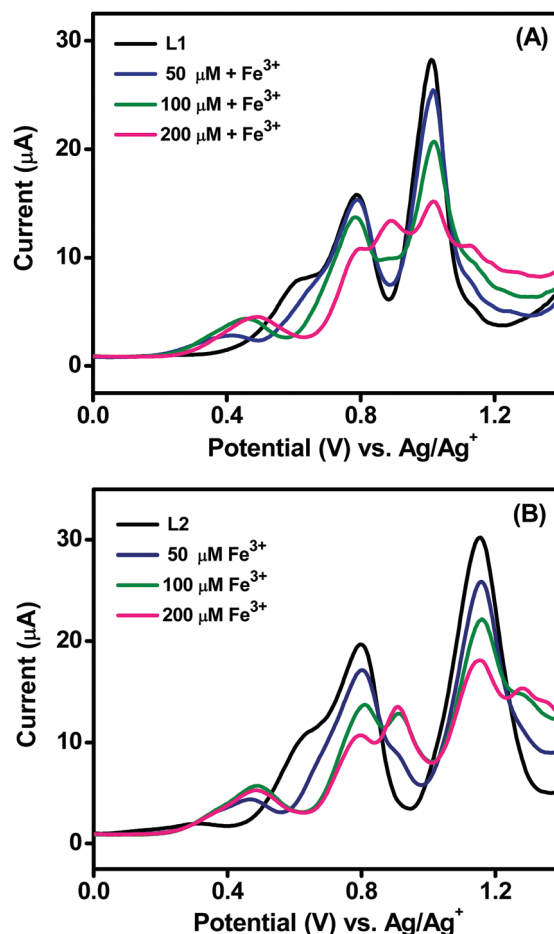 (A)
L1
50 μM + Fe³⁺
100 μM + Fe³⁺
200 μM + Fe³⁺
30
20
10
0
Current (μA)
0.0 0.4 0.8 1.2
Potential (V) vs. Ag/Ag⁺
(B)
L2
50 μM Fe³⁺
100 μM Fe³⁺
200 μM Fe³⁺
30
20
10
0
Current (μA)
0.0 0.4 0.8 1.2
Potential (V) vs. Ag/Ag⁺